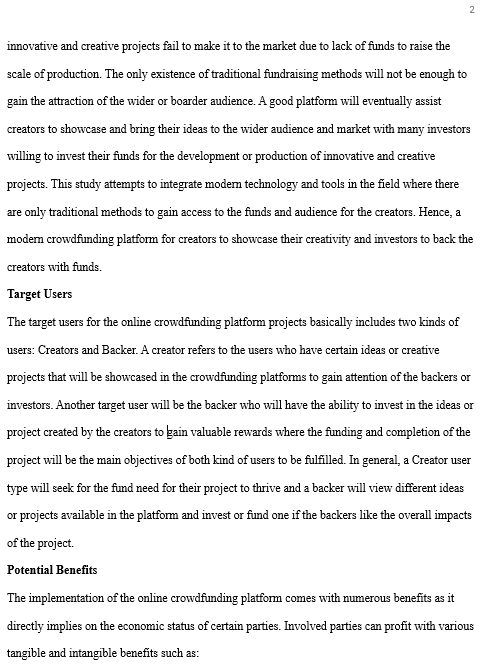 2
innovative and creative projects fail to make it to the market due to lack of funds to raise the
scale of production. The only existence of traditional fundraising methods will not be enough to
gain the attraction of the wider or boarder audience. A good platform will eventually assist
creators to showcase and bring their ideas to the wider audience and market with many investors
willing to invest their funds for the development or production of innovative and creative
projects. This study attempts to integrate modern technology and tools in the field where there
are only traditional methods to gain access to the funds and audience for the creators. Hence, a
modern crowdfunding platform for creators to showcase their creativity and investors to back the
creators with funds.
Target Users
The target users for the online crowdfunding platform projects basically includes two kinds of
users: Creators and Backer. A creator refers to the users who have certain ideas or creative
projects that will be showcased in the crowdfunding platforms to gain attention of the backers or
investors. Another target user will be the backer who will have the ability to invest in the ideas or
project created by the creators to gain valuable rewards where the funding and completion of the
project will be the main objectives of both kind of users to be fulfilled. In general, a Creator user
type will seek for the fund need for their project to thrive and a backer will view different ideas
or projects available in the platform and invest or fund one if the backers like the overall impacts
of the project.
Potential Benefits
The implementation of the online crowdfunding platform comes with numerous benefits as it
directly implies on the economic status of certain parties. Involved parties can profit with various
tangible and intangible benefits such as: